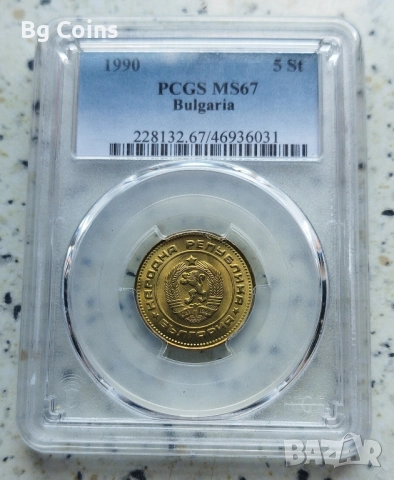 Bg Coins
1990 5 St
PCGS MS67
Bulgaria
228132.67/46936031
НАРОДНА РЕПУБЛИКА
БЪЛГАРИЯ
BAZAR